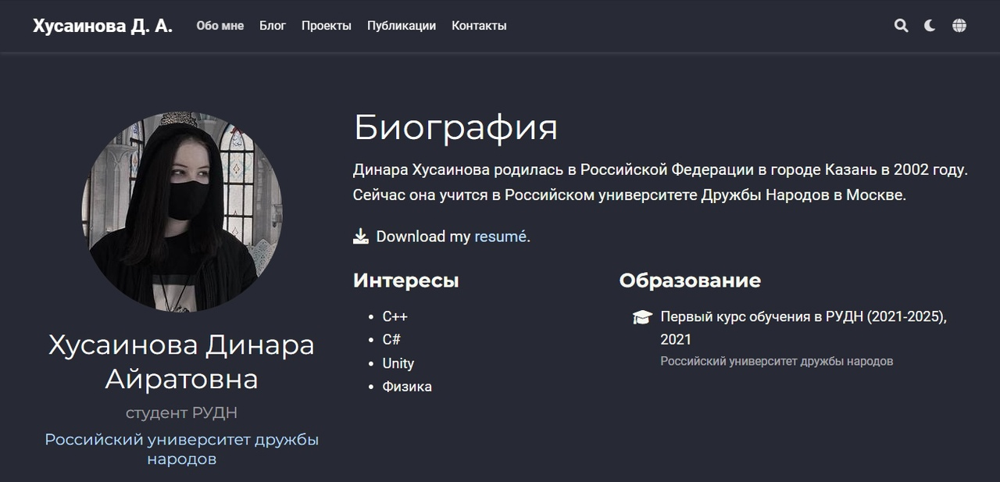 Хусаинова Д. А.
Обо мне Блог Проекты Публикации Контакты
Биография
Динара Хусаинова родилась в Российской Федерации в городе Казань в 2002 году.
Сейчас она учится в Российском университете Дружбы Народов в Москве.
Download my resumé.
Интересы
C++
C#
Unity
Физика
Образование
Первый курс обучения в РУДН (2021-2025),
2021
Российский университет дружбы народов
Хусаинова Динара
Айратовна
студент РУДН
Российский университет дружбы
народов